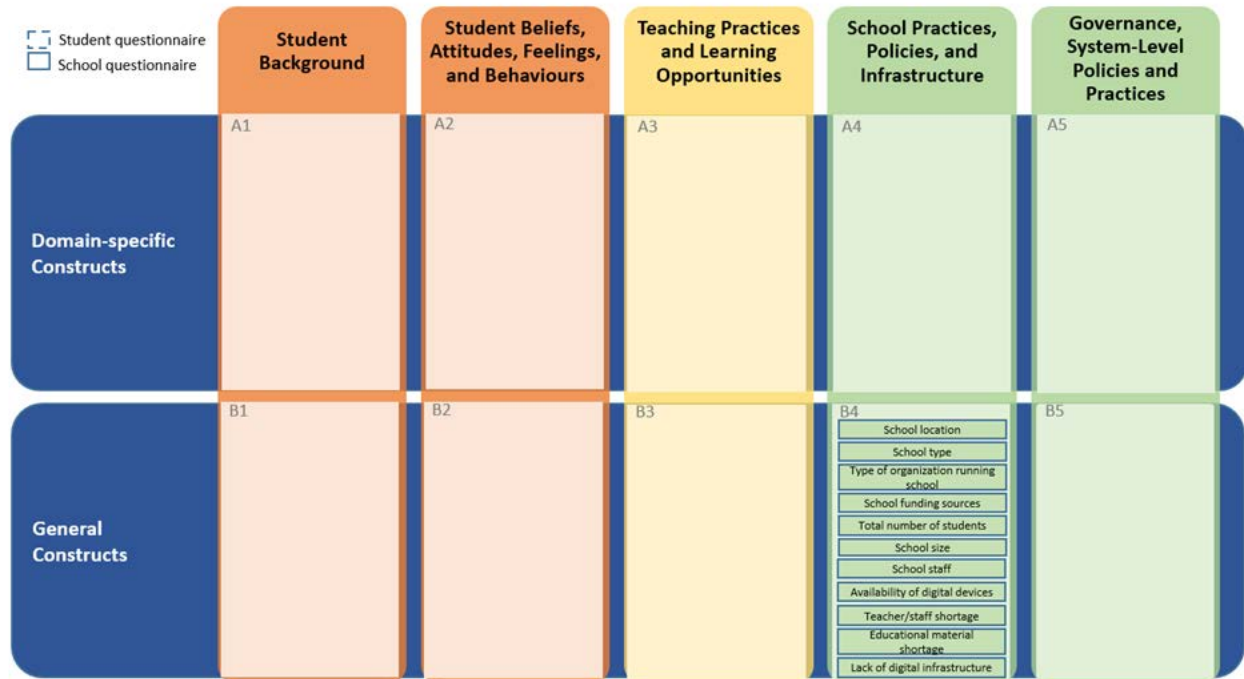 Student questionnaire
School questionnaire
Student
Background
Student Beliefs,
Attitudes, Feelings,
and Behaviours
Teaching Practices
and Learning
Opportunities
School Practices,
Policies, and
Infrastructure
Governance,
System-Level
Policies and
Practices
Domain-specific
Constructs
A1
A2
A3
A4
A5
General
Constructs
B1
B2
B3
B4
School location
School type
Type of organization running
school
School funding sources
Total number of students
School size
School staff
Availability of digital devices
Teacher/staff shortage
Educational material
shortage
Lack of digital infrastructure
B5